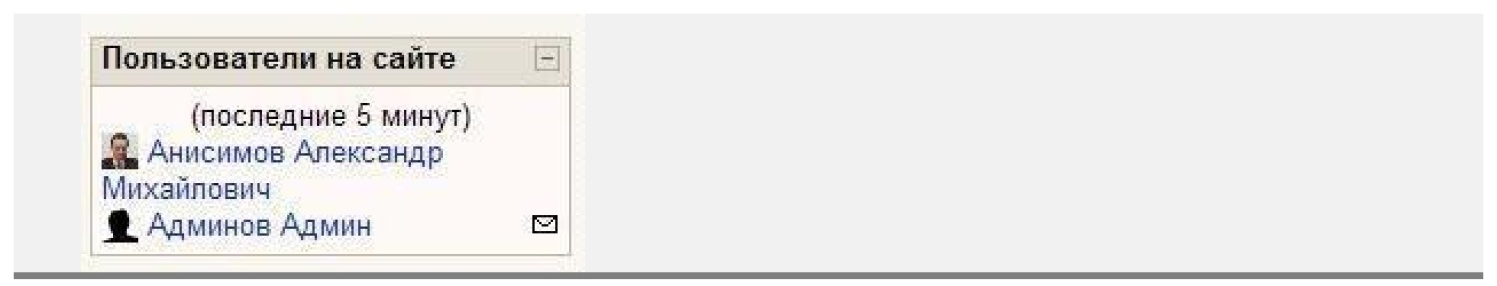 Пользователи на сайте
(последние 5 минут)
Анисимов Александр
Михайлович
Админов Админ